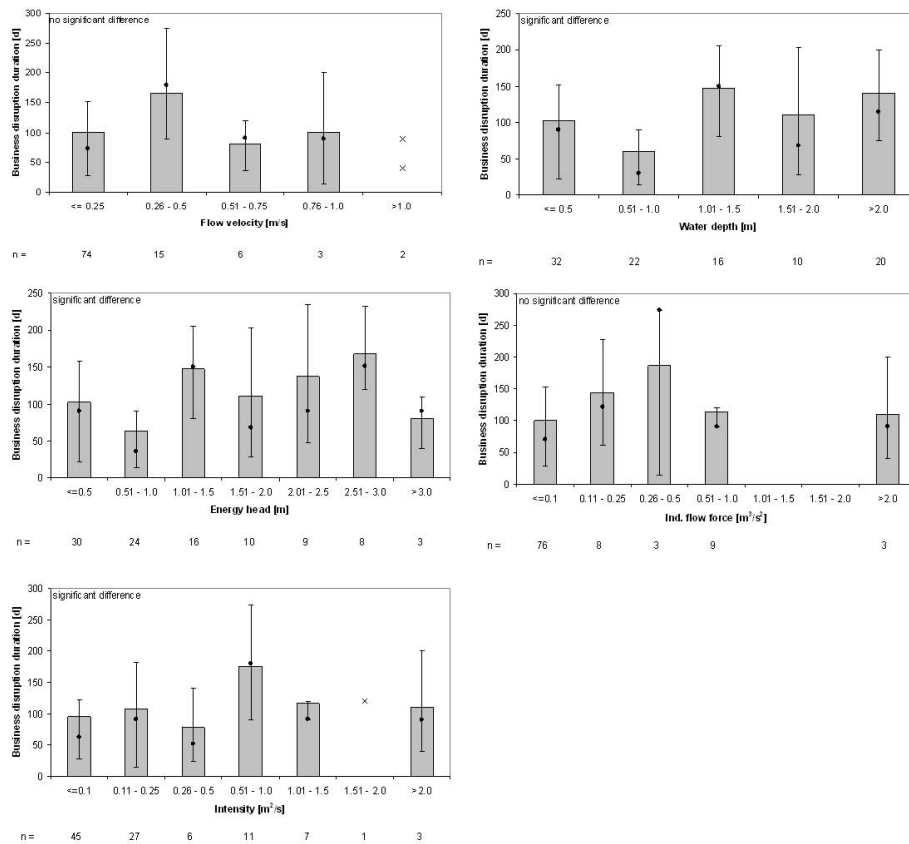 no significant difference
Business disruption duration [d]
300
250
200
150
100
50
0
<= 0.25 0.26 - 0.5 0.51 - 0.75 0.76 - 1.0 >1.0
Flow velocity [m/s]
n = 74 15 6 3 2
significant difference
Business disruption duration [d]
250
200
150
100
50
0
<= 0.5 0.51 - 1.0 1.01 - 1.5 1.51 - 2.0 >2.0
Water depth [m]
n = 32 22 16 10 20
significant difference
Business disruption duration [d]
250
200
150
100
50
0
<=0.5 0.51 - 1.0 1.01 - 1.5 1.51 - 2.0 2.01 - 2.5 2.51 - 3.0 >3.0
Energy head [m]
n = 30 24 16 10 9 8 3
no significant difference
Business disruption duration [d]
300
250
200
150
100
50
0
<=0.1 0.11 - 0.25 0.26 - 0.5 0.51 - 1.0 1.01 - 1.5 1.51 - 2.0 >2.0
Ind. flow force [m³/s²]
n = 76 8 3 9 3
significant difference
Business disruption duration [d]
300
250
200
150
100
50
0
<=0.1 0.11 - 0.25 0.26 - 0.5 0.51 - 1.0 1.01 - 1.5 1.51 - 2.0 >2.0
Intensity [m²/s]
n = 45 27 6 11 7 1 3